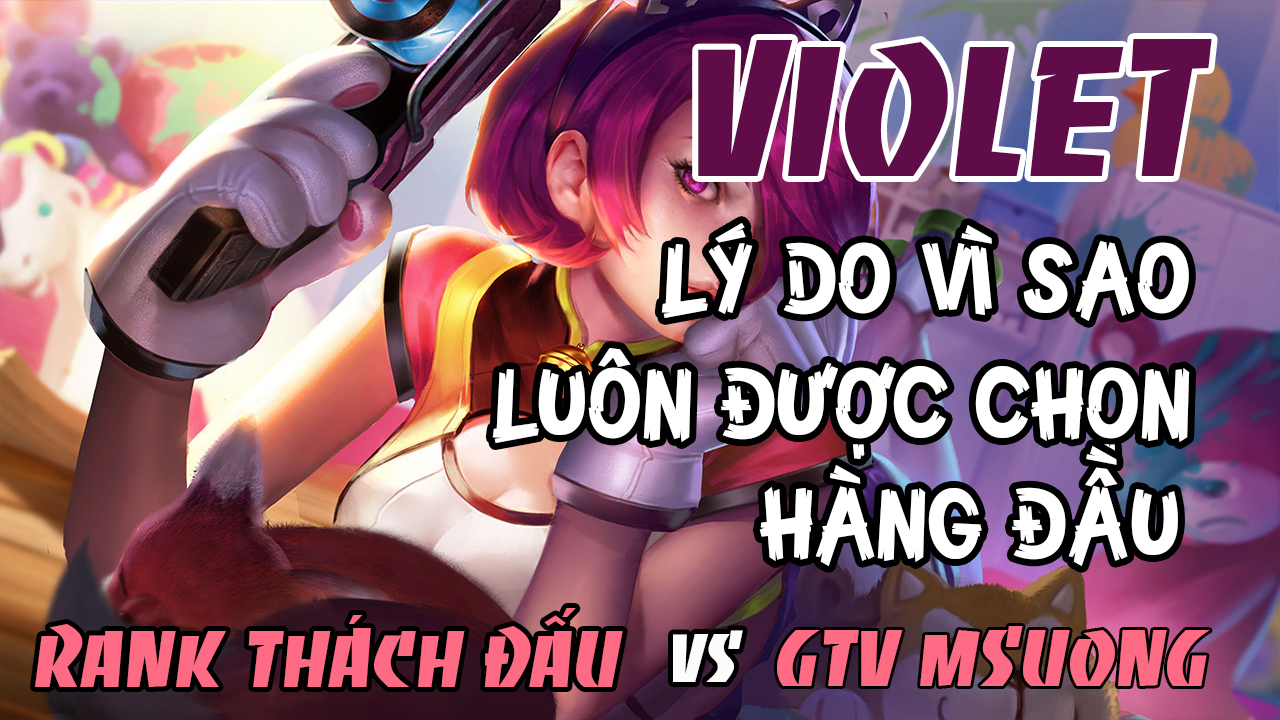 VIOLET
LÝ DO VÌ SAO
LUÔN ĐƯỢC CHỌN
HÀNG ĐẦU
RANK THÁCH ĐẤU VS GTV MSUONG